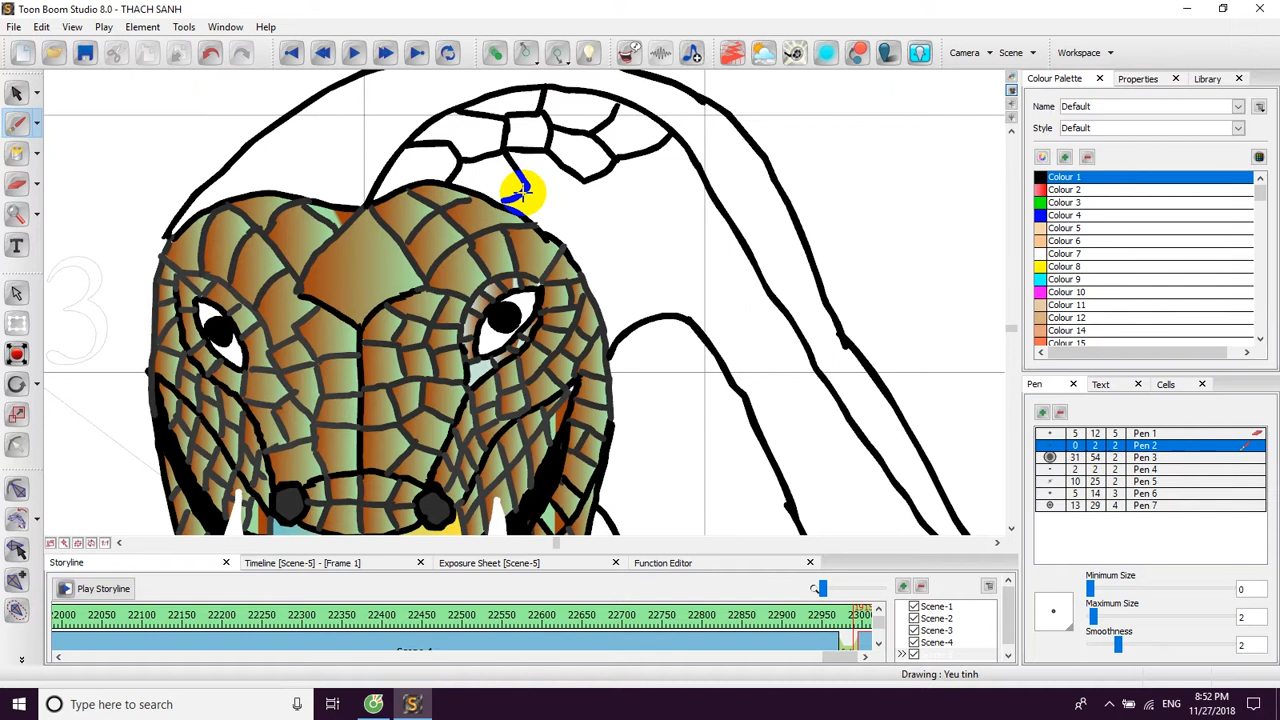 Toon Boom Studio 8.0 - THACH SANH
File Edit View Play Element Tools Window Help
Camera Scene Workspace
Colour Palette Properties Library
Name Default
Style Default
Colour 1
Colour 2
Colour 3
Colour 4
Colour 5
Colour 6
Colour 7
Colour 8
Colour 9
Colour 10
Colour 11
Colour 12
Colour 14
Colour 15
3
T
Pen Text Cells
5 12 5 Pen 1
0 2 2 Pen 2
31 54 2 Pen 3
2 2 2 Pen 4
10 25 2 Pen 5
5 14 3 Pen 6
13 29 4 Pen 7
Minimum Size
0
Maximum Size
2
Smoothness
2
Storyline Timeline [Scene-5] - [Frame 1] Exposure Sheet [Scene-5] Function Editor
Play Storyline
22000 22050 22100 22150 22200 22250 22300 22350 22400 22450 22500 22550 22600 22650 22700 22750 22800 22850 22900 22950
Scene-1
Scene-2
Scene-3
Scene-4
Drawing : Yeu tinh
Type here to search
ENG
8:52 PM
11/27/2018